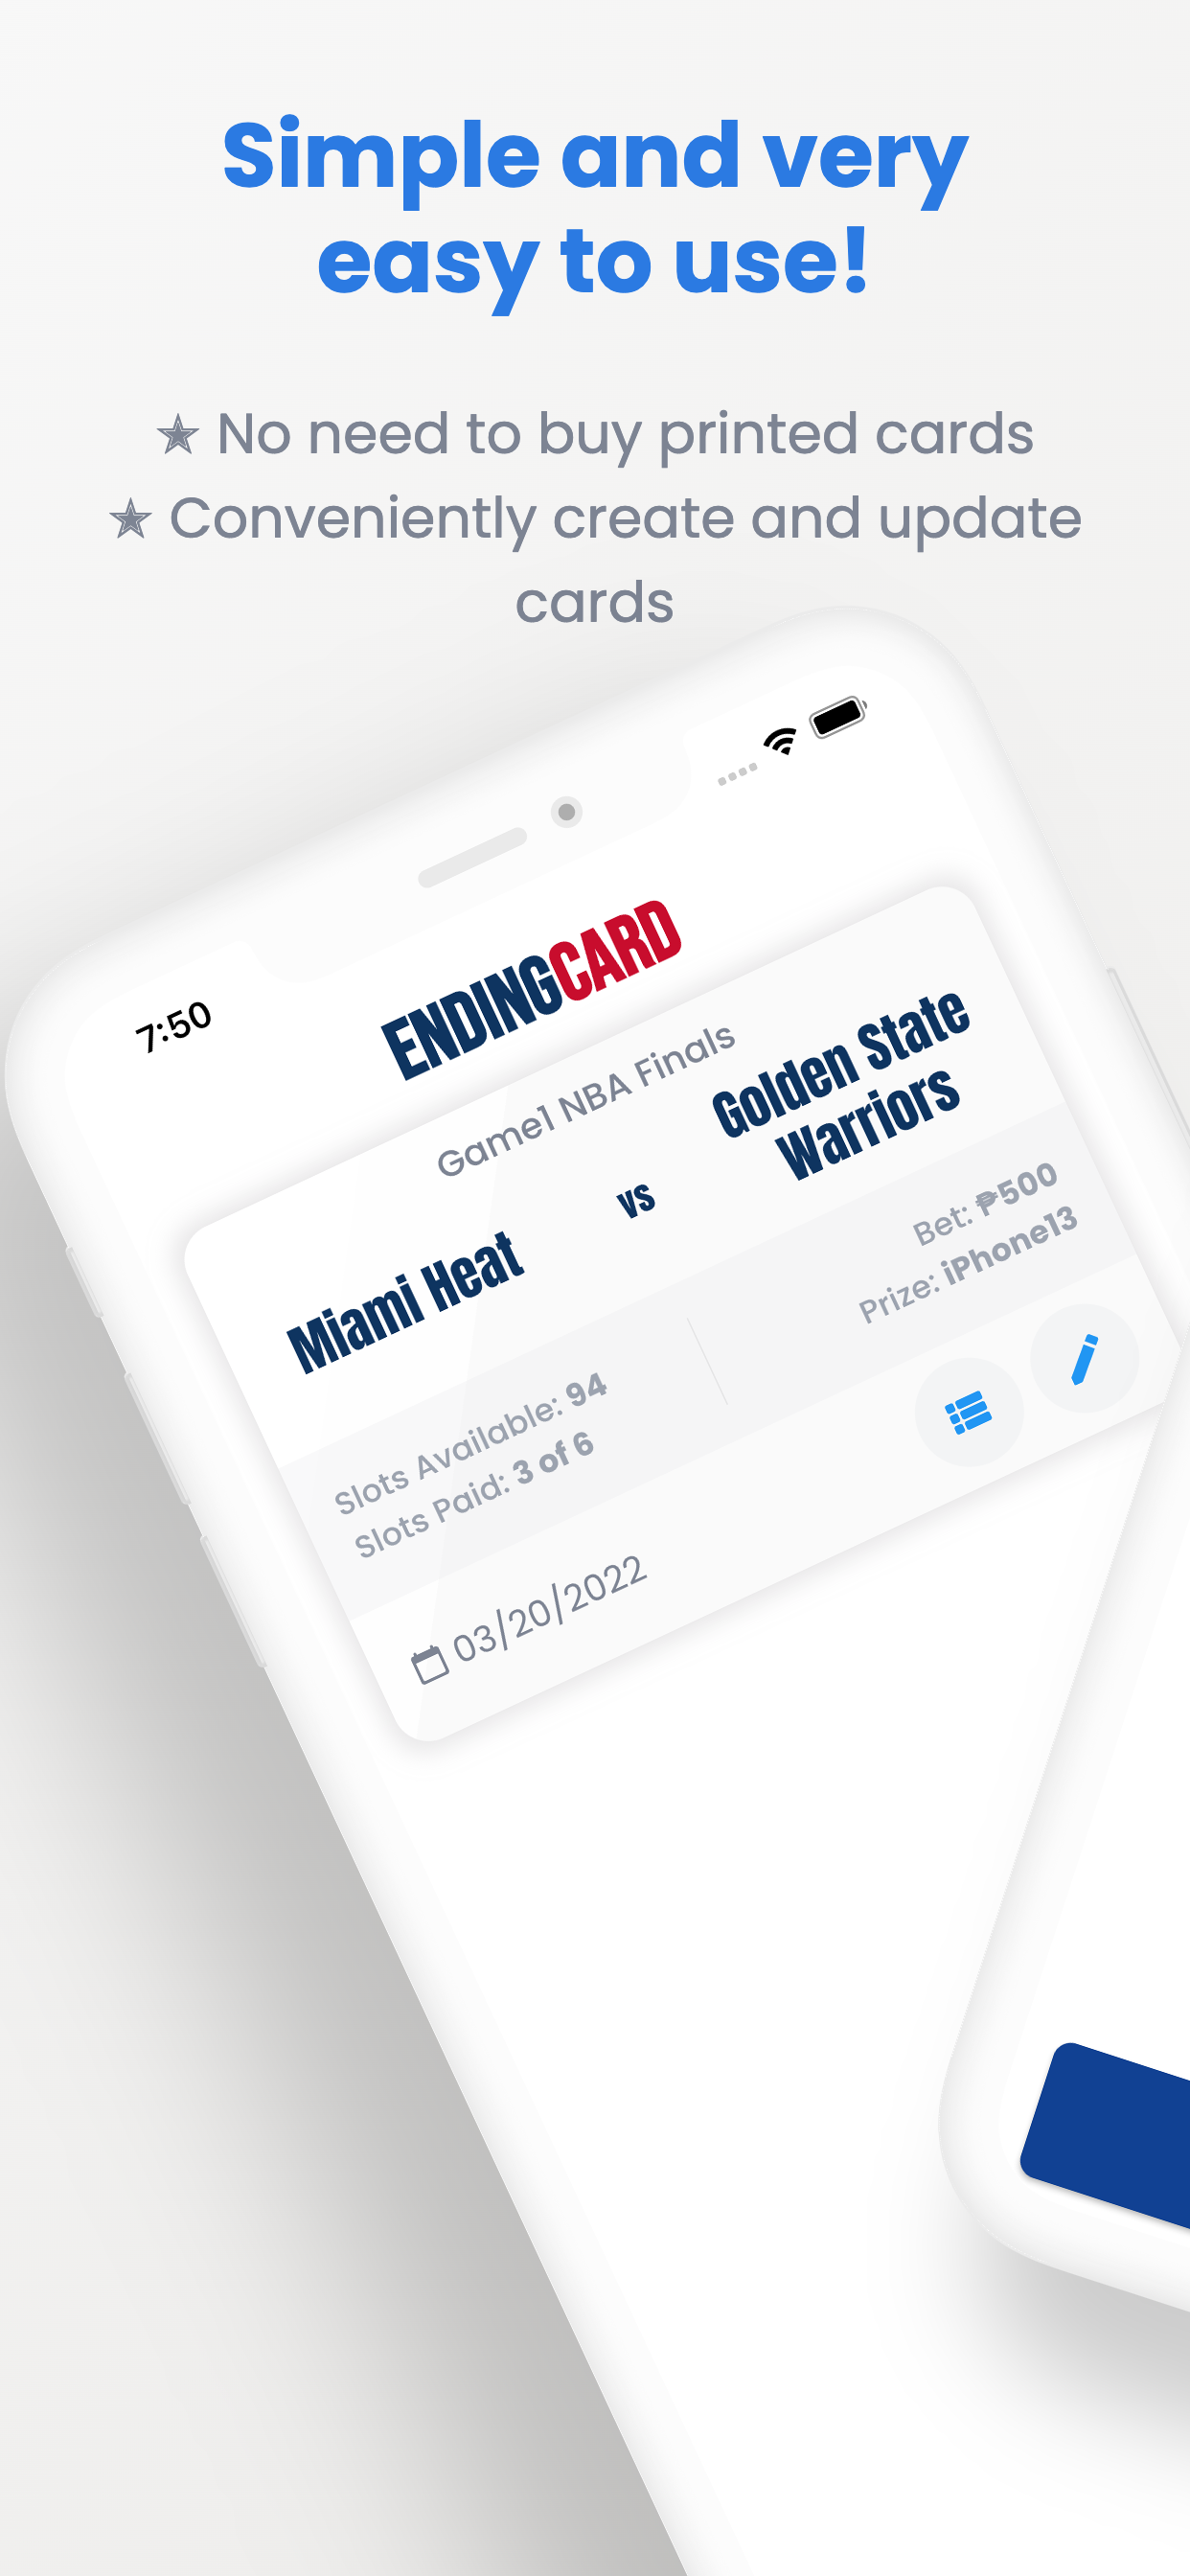 Simple and very
easy to use!
✯ No need to buy printed cards
✯ Conveniently create and update
cards
7:50
ENDINGCARD
Game1 NBA Finals
Miami Heat
vs
Golden State
Warriors
Slots Available: 94
Slots Paid: 3 of 6
Bet: ₱500
Prize: iPhone13
03/20/2022